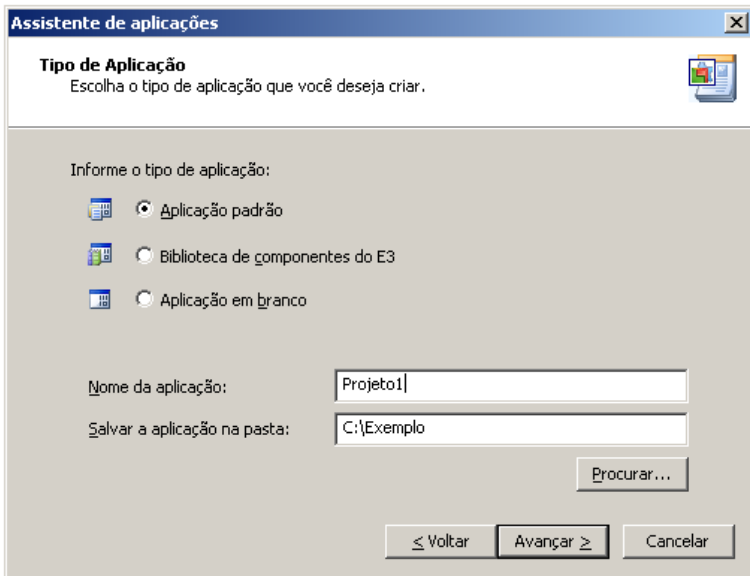 Assistente de aplicações
Tipo de Aplicação
Escolha o tipo de aplicação que você deseja criar.
Informe o tipo de aplicação:
Aplicação padrão
Biblioteca de componentes do E3
Aplicação em branco
Nome da aplicação: Projeto1
Salvar a aplicação na pasta: C:\Exemplo
Procurar...
< Voltar Avançar > Cancelar